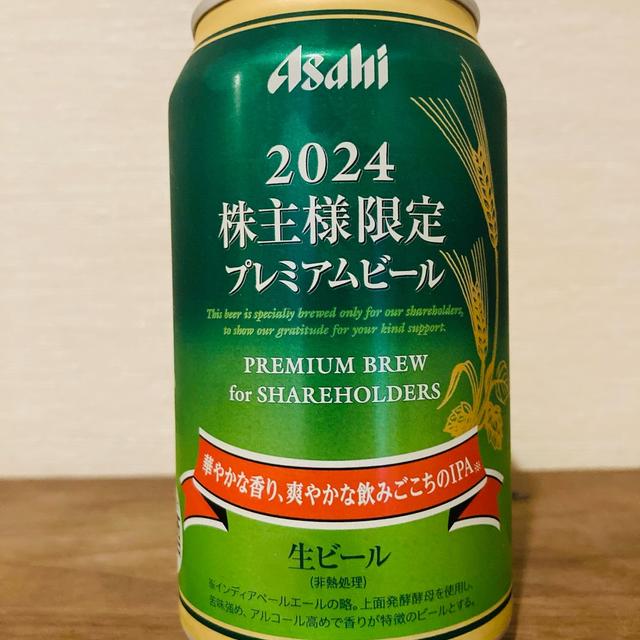 Asahi
2024
株主様限定
プレミアムビール
This beer is specially brewed only for our shareholders,
to show our gratitude for your kind support.
PREMIUM BREW
for SHAREHOLDERS
華やかな香り、爽やかな飲みごこちのIPA※
生ビール
(非熱処理)
※インディアペールエールの略。上面発酵酵母を使用し、
苦味強め、アルコール高めで香りが特徴のビールとする。